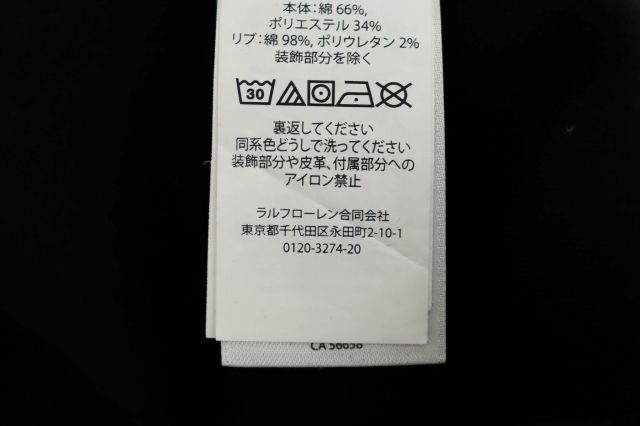 本体:綿 66%,
ポリエステル 34%
リブ:綿 98%, ポリウレタン 2%
装飾部分を除く
30
裏返してください
同系色どうしで洗ってください
装飾部分や皮革、付属部分への
アイロン禁止
ラルフローレン合同会社
東京都千代田区永田町2-10-1
0120-3274-20
CA 56658